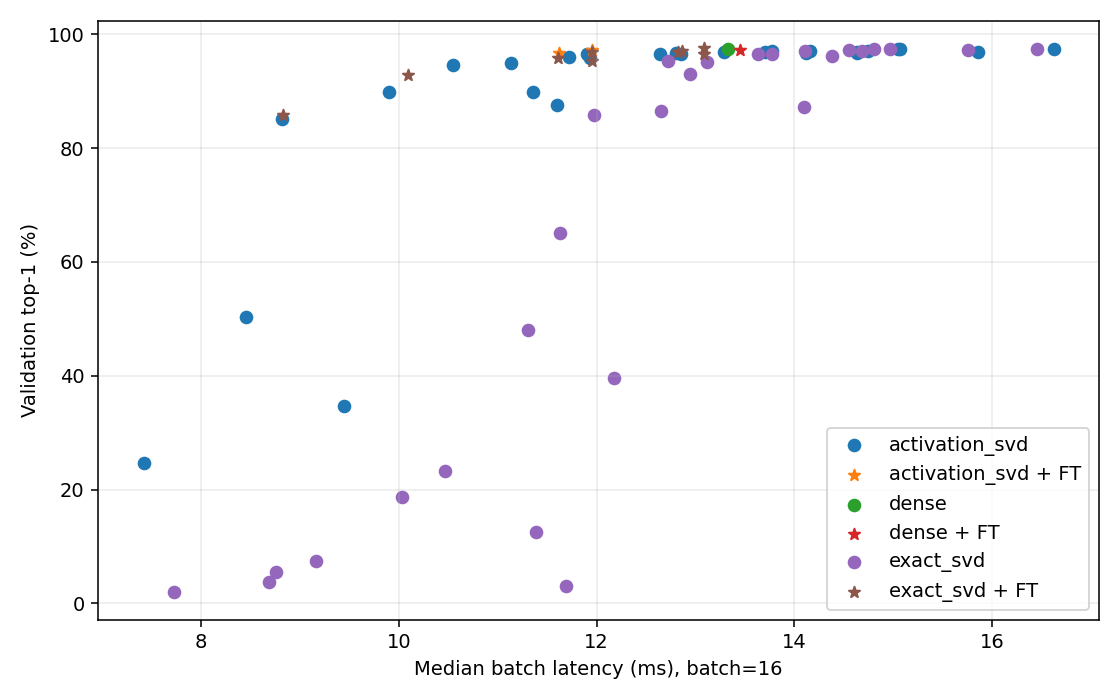 100
80
60
40
20
0
Validation top-1 (%)
8
10
12
14
16
Median batch latency (ms), batch=16
activation_svd
activation_svd + FT
dense
dense + FT
exact_svd
exact_svd + FT